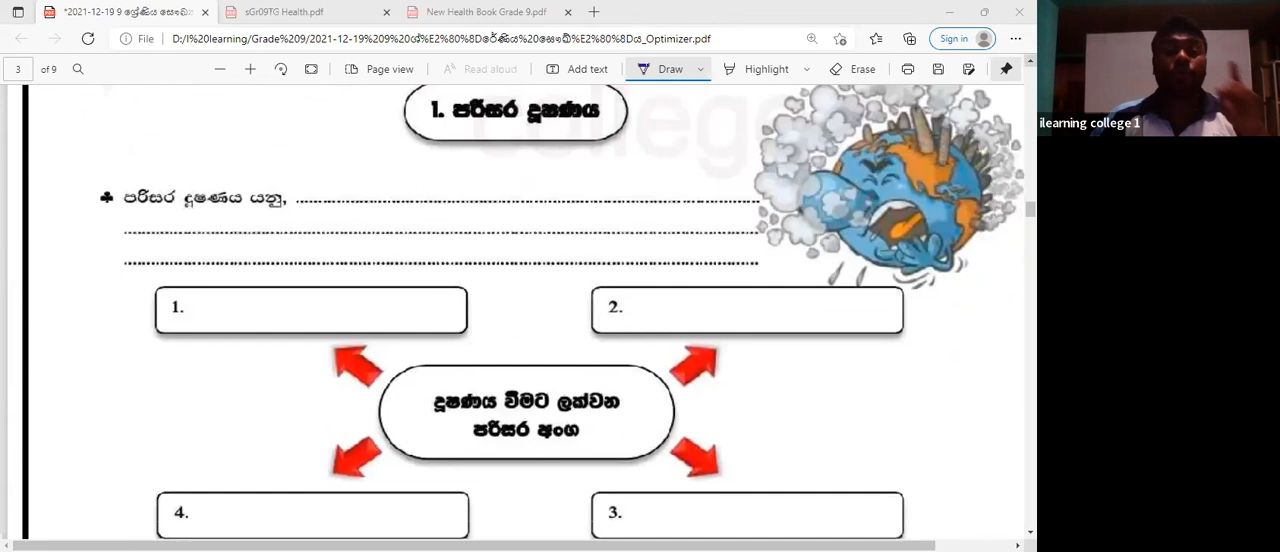 *2021-12-19 9 ශ්‍රේණිය සෞඛ්‍ය
sGr09TG Health.pdf
New Health Book Grade 9.pdf
File
D:/I%20learning/Grade%209/2021-12-19%209%20ශ්%E2%80%8Dරේණිය%20සෞඛ්%E2%80%8Dය_Optimizer.pdf
Sign in
3 of 9
Page view
Read aloud
Add text
Draw
Highlight
Erase
college
1. පරිසර දූෂණය
♣ පරිසර දූෂණය යනු, ................................................
................................................
................................................
1.
2.
දූෂණය වීමට ලක්වන
පරිසර අංග
4.
3.
ilearning college 1